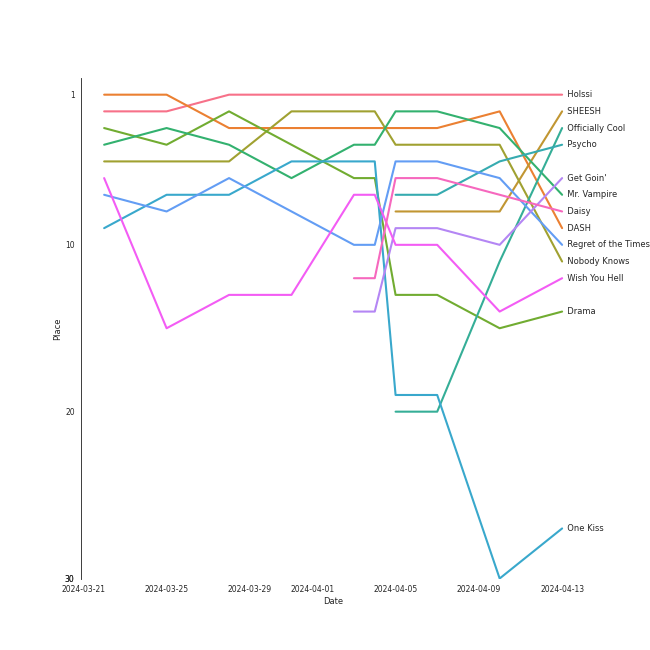 1
Holssi
SHEESH
Officially Cool
Psycho
Get Goin'
Mr. Vampire
Daisy
DASH
10
Regret of the Times
Nobody Knows
Wish You Hell
Drama
Place
20
One Kiss
30
2024-03-21 2024-03-25 2024-03-29 2024-04-01 2024-04-05 2024-04-09 2024-04-13
Date